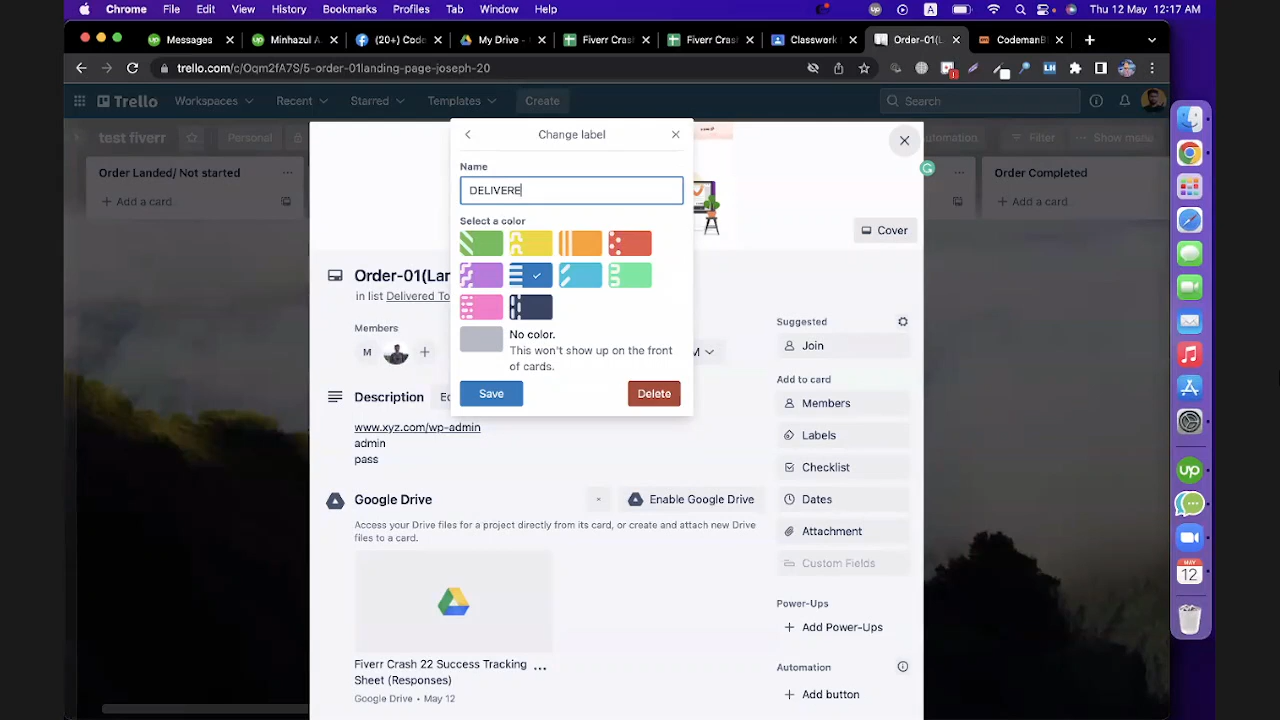 Chrome File Edit View History Bookmarks Profiles Tab Window Help
Thu 12 May 12:17 AM
Messages
Minhazul A
(20+) Cod
My Drive -
Fiverr Cras
Fiverr Cras
Classwork
Order-01(L
CodemanB
trello.com/c/Oqm2fA7S/5-order-01landing-page-joseph-20
Trello Workspaces Recent Starred Templates Create
Search
test fiverr
Personal
Filter
Show menu
Order Landed/ Not started
+ Add a card
Order Completed
+ Add a card
Change label
Name
DELIVERE
Select a color
No color.
This won't show up on the front
of cards.
Save
Delete
Cover
Order-01(Lan
in list Delivered To
Members
M
Description
www.xyz.com/wp-admin
admin
pass
Google Drive
Enable Google Drive
Access your Drive files for a project directly from its card, or create and attach new Drive
files to a card.
Fiverr Crash 22 Success Tracking
Sheet (Responses)
Google Drive • May 12
Suggested
Join
Add to card
Members
Labels
Checklist
Dates
Attachment
Custom Fields
Power-Ups
+ Add Power-Ups
Automation
+ Add button
MAY
12